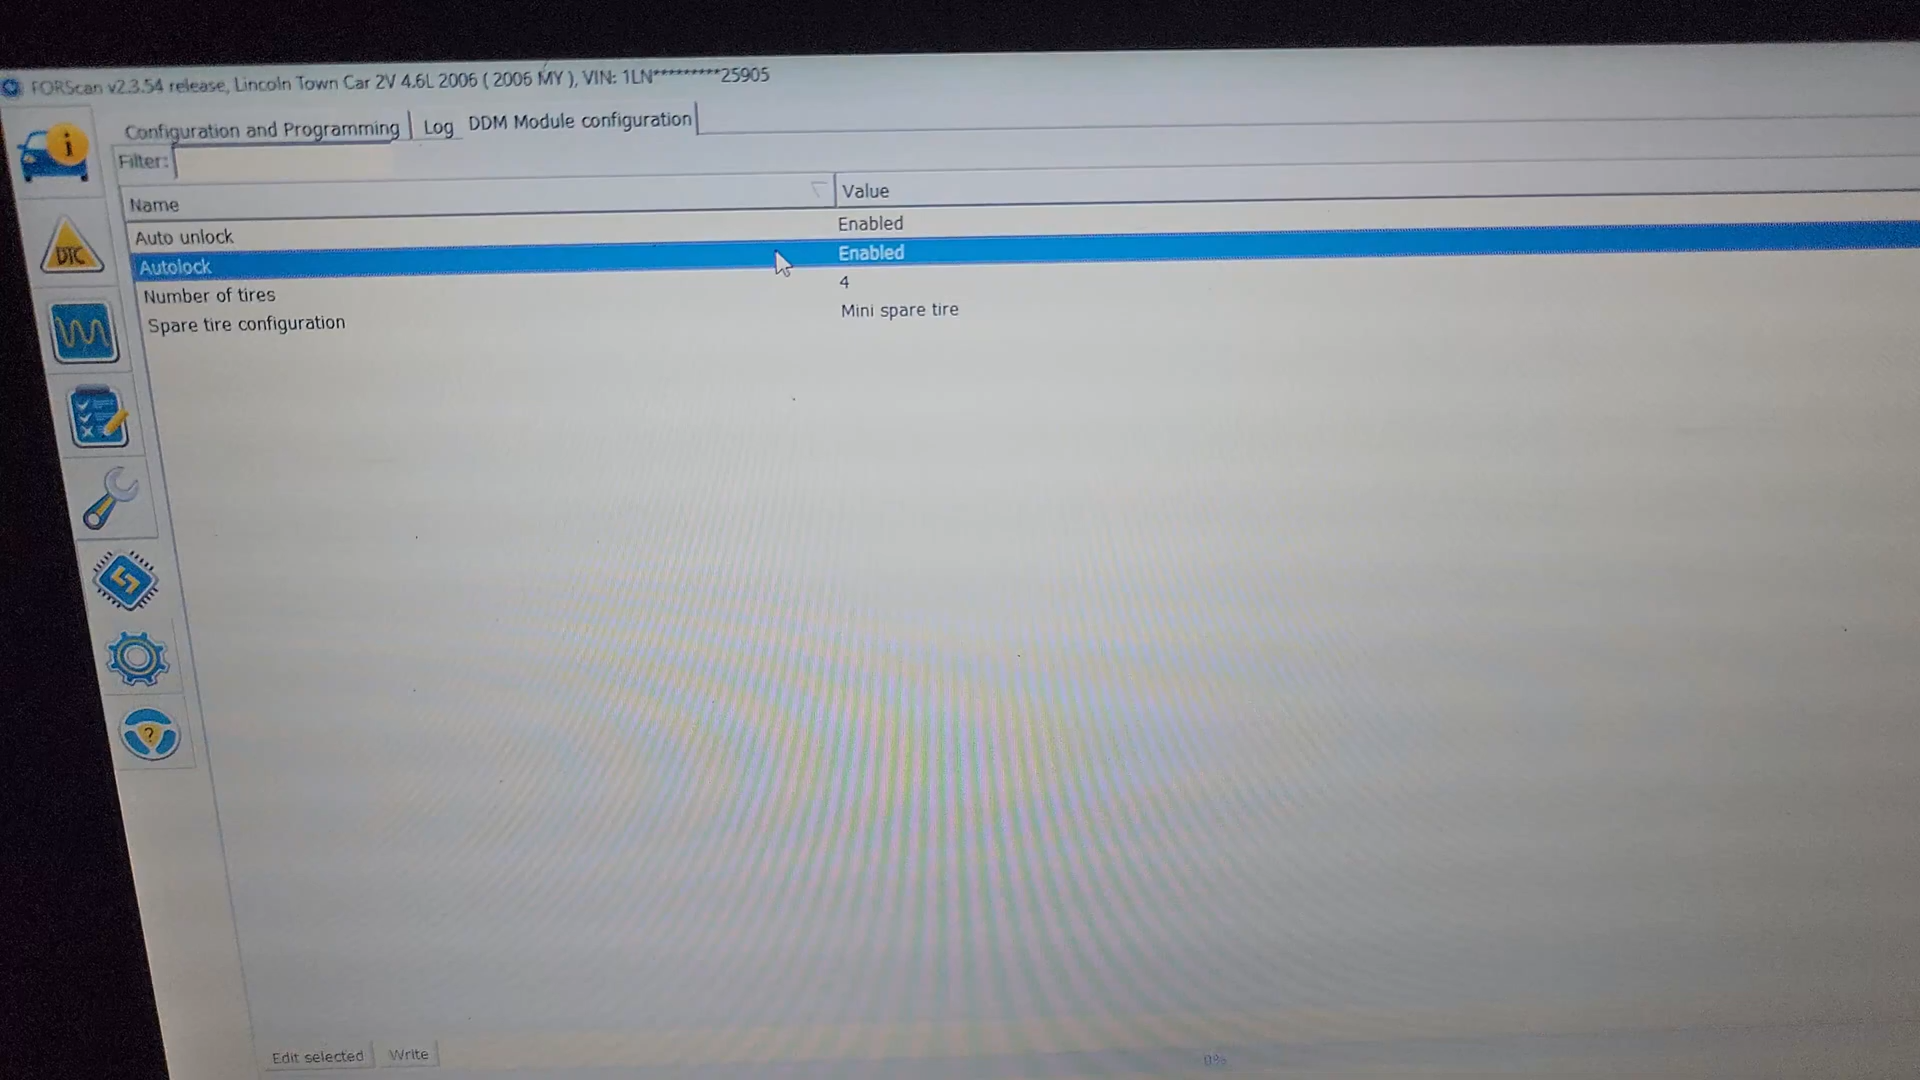 FORScan v2.3.54 release, Lincoln Town Car 2V 4.6L 2006 ( 2006 MY ), VIN: 1LN*********25905
Configuration and Programming Log DDM Module configuration
Filter:
Name Value
Auto unlock Enabled
Autolock Enabled
Number of tires 4
Spare tire configuration Mini spare tire
i
DTC
?
Edit selected Write
0%